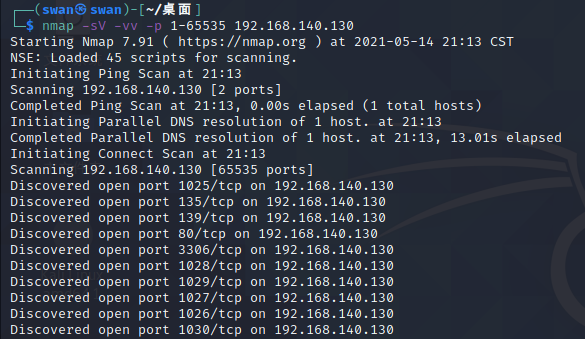 ┌──(swan㉿swan)-[~/桌面]
└─$ nmap -sV -vv -p 1-65535 192.168.140.130
Starting Nmap 7.91 ( https://nmap.org ) at 2021-05-14 21:13 CST
NSE: Loaded 45 scripts for scanning.
Initiating Ping Scan at 21:13
Scanning 192.168.140.130 [2 ports]
Completed Ping Scan at 21:13, 0.00s elapsed (1 total hosts)
Initiating Parallel DNS resolution of 1 host. at 21:13
Completed Parallel DNS resolution of 1 host. at 21:13, 13.01s elapsed
Initiating Connect Scan at 21:13
Scanning 192.168.140.130 [65535 ports]
Discovered open port 1025/tcp on 192.168.140.130
Discovered open port 135/tcp on 192.168.140.130
Discovered open port 139/tcp on 192.168.140.130
Discovered open port 80/tcp on 192.168.140.130
Discovered open port 3306/tcp on 192.168.140.130
Discovered open port 1028/tcp on 192.168.140.130
Discovered open port 1029/tcp on 192.168.140.130
Discovered open port 1027/tcp on 192.168.140.130
Discovered open port 1026/tcp on 192.168.140.130
Discovered open port 1030/tcp on 192.168.140.130